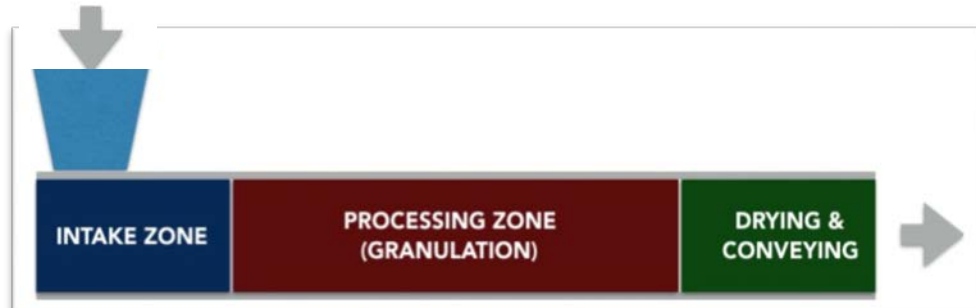 INTAKE ZONE
PROCESSING ZONE
(GRANULATION)
DRYING &
CONVEYING